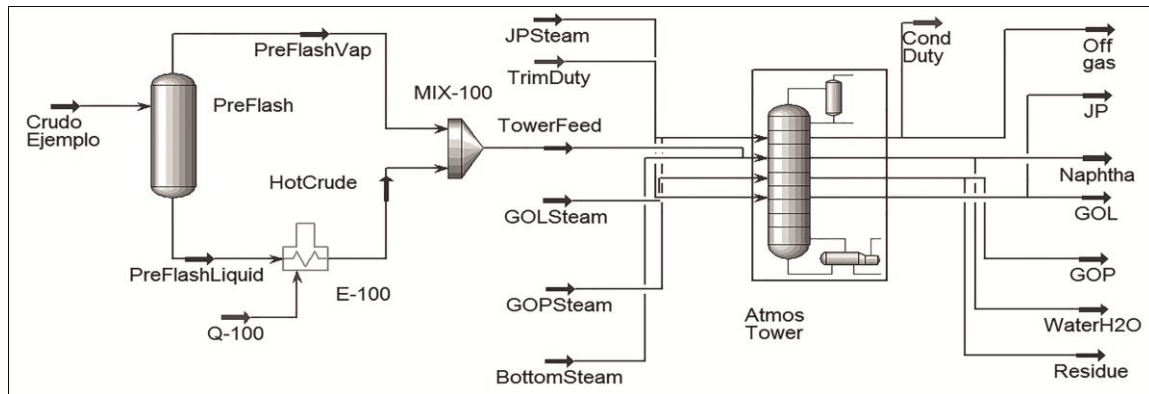 PreFlashVap
PreFlash
Crudo
Ejemplo
PreFlashLiquid
Q-100
E-100
HotCrude
MIX-100
TowerFeed
JPSteam
TrimDuty
GOLSteam
GOPSteam
BottomSteam
Atmos
Tower
Cond
Duty
Off
gas
JP
Naphtha
GOL
GOP
WaterH2O
Residue